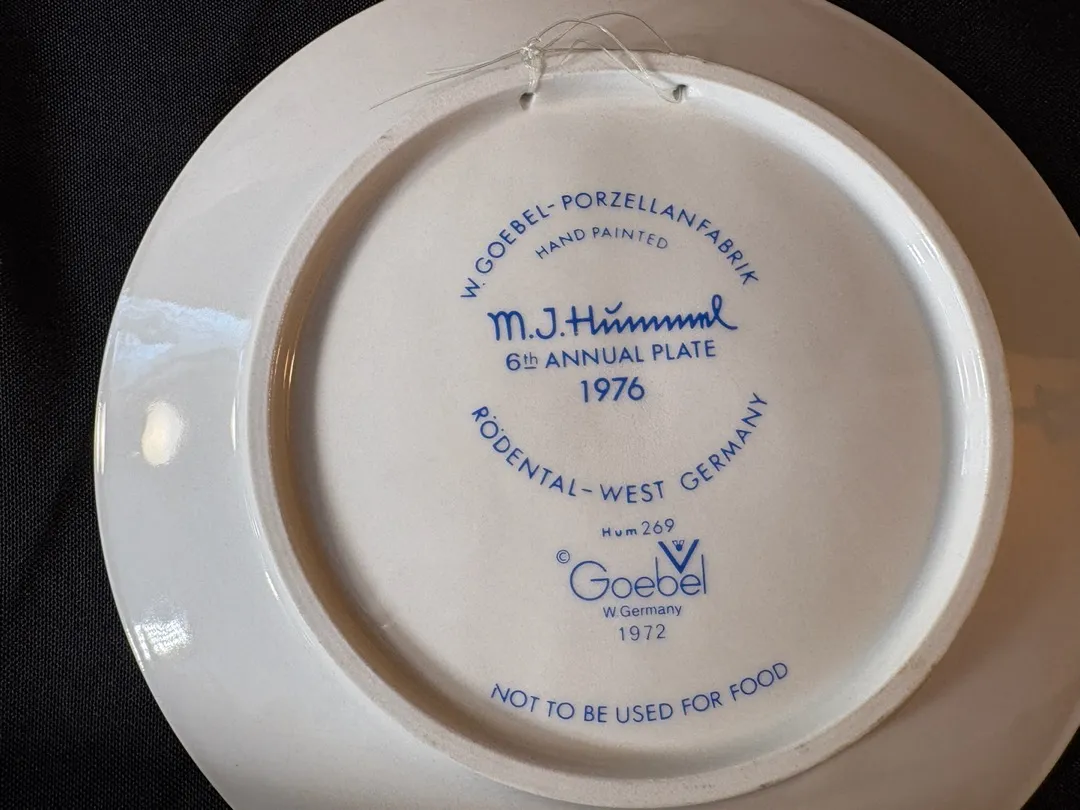 W. GOEBEL-PORZELLANFABRIK
HAND PAINTED
M.J.Hummel
6th ANNUAL PLATE
1976
RÖDENTAL-WEST GERMANY
Hum 269
© Goebel
W. Germany
1972
NOT TO BE USED FOR FOOD